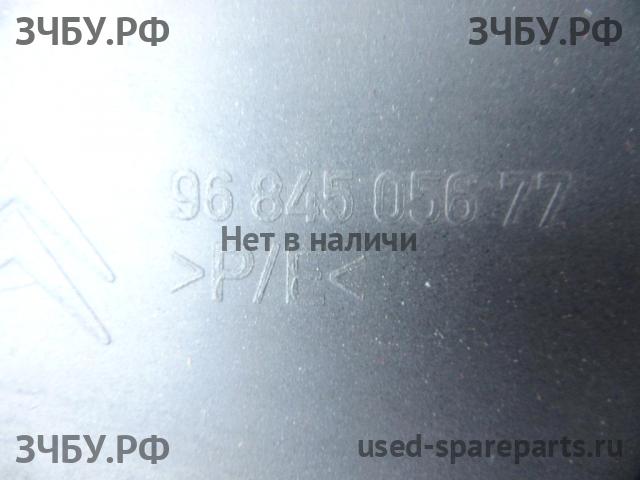 ЗЧБУ.РФ ЗЧБУ.РФ
96 845 056 77
Нет в наличи
>P/E<
ЗЧБУ.РФ used-spareparts.ru